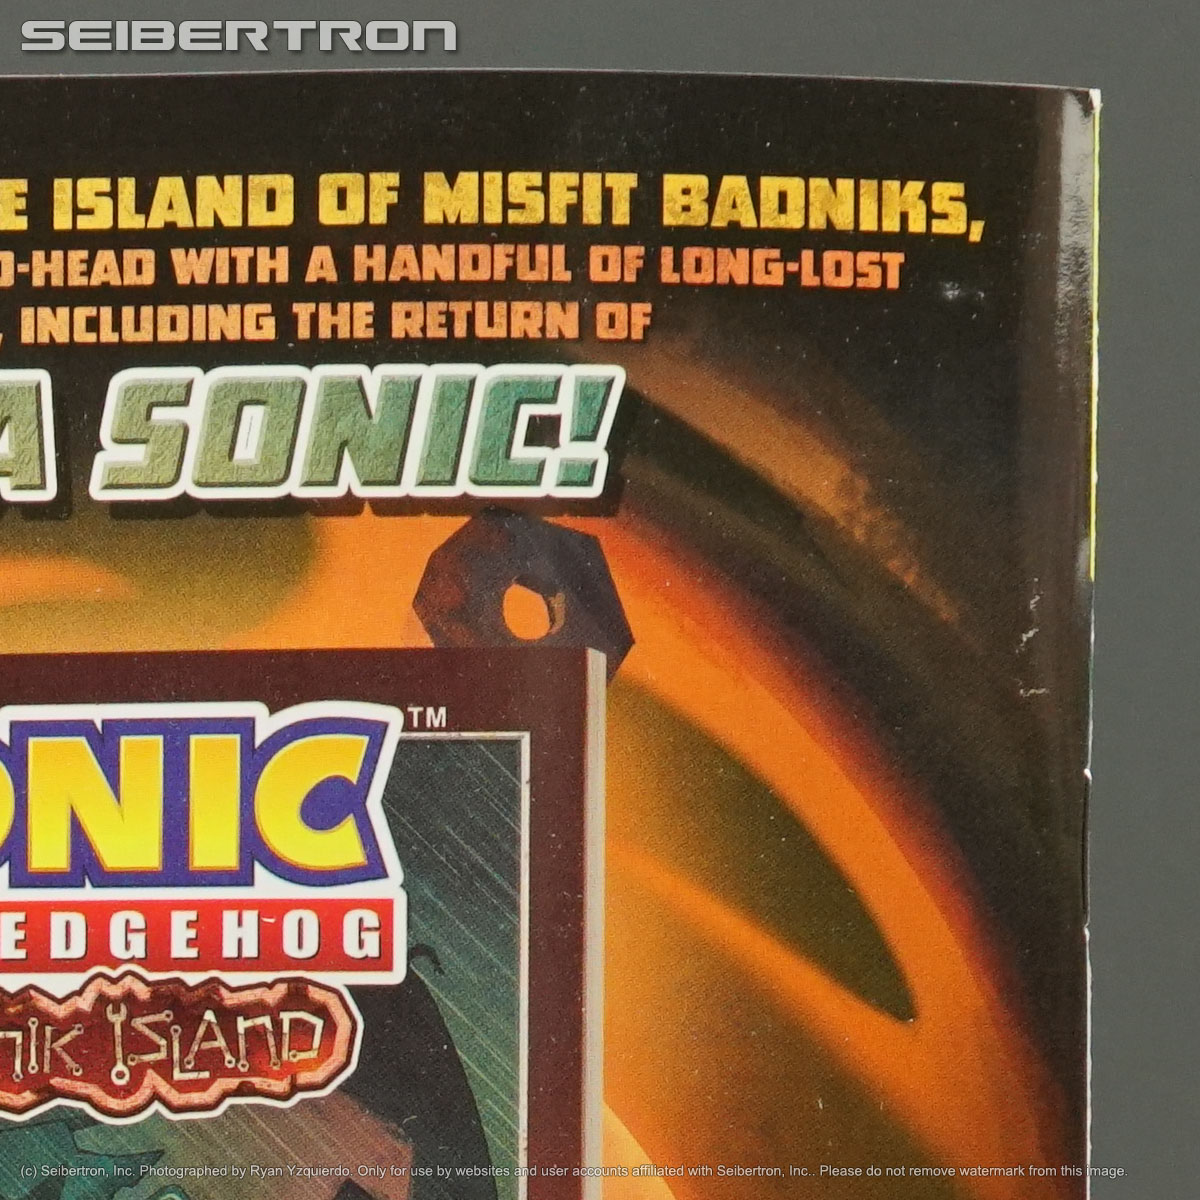 SEIBERTRON
E ISLAND OF MISFIT BADNIKS,
D-HEAD WITH A HANDFUL OF LONG-LOST
, INCLUDING THE RETURN OF
A SONIC!
TM
ONIC
EDGEHOG
NIK ISLAND
(c) Seibertron, Inc. Photographed by Ryan Yzquierdo. Only for use by websites and user accounts affiliated with Seibertron, Inc.. Please do not remove watermark from this image.